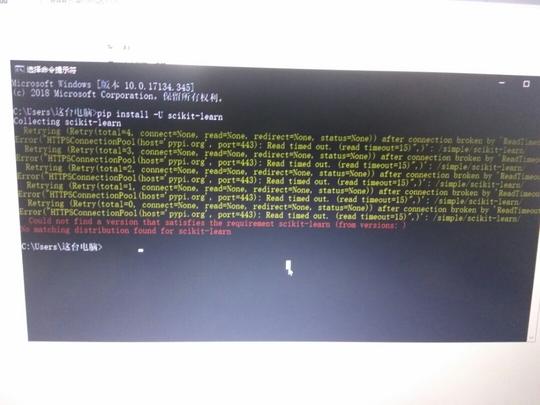 选择命令提示符
Microsoft Windows [版本 10.0.17134.345]
(c) 2018 Microsoft Corporation。保留所有权利。
C:\Users\这台电脑>pip install -U scikit-learn
Collecting scikit-learn
Retrying (Retry(total=4, connect=None, read=None, redirect=None, status=None)) after connection broken by 'ReadTimeou
Error("HTTPSConnectionPool(host='pypi.org', port=443): Read timed out. (read timeout=15)",)': /simple/scikit-learn/
Retrying (Retry(total=3, connect=None, read=None, redirect=None, status=None)) after connection broken by 'ReadTimeou
Error("HTTPSConnectionPool(host='pypi.org', port=443): Read timed out. (read timeout=15)",)': /simple/scikit-learn/
Retrying (Retry(total=2, connect=None, read=None, redirect=None, status=None)) after connection broken by 'ReadTimeou
Error("HTTPSConnectionPool(host='pypi.org', port=443): Read timed out. (read timeout=15)",)': /simple/scikit-learn/
Retrying (Retry(total=1, connect=None, read=None, redirect=None, status=None)) after connection broken by 'ReadTimeou
Error("HTTPSConnectionPool(host='pypi.org', port=443): Read timed out. (read timeout=15)",)': /simple/scikit-learn/
Retrying (Retry(total=0, connect=None, read=None, redirect=None, status=None)) after connection broken by 'ReadTimeou
Error("HTTPSConnectionPool(host='pypi.org', port=443): Read timed out. (read timeout=15)",)': /simple/scikit-learn/
Could not find a version that satisfies the requirement scikit-learn (from versions: )
No matching distribution found for scikit-learn
C:\Users\这台电脑>